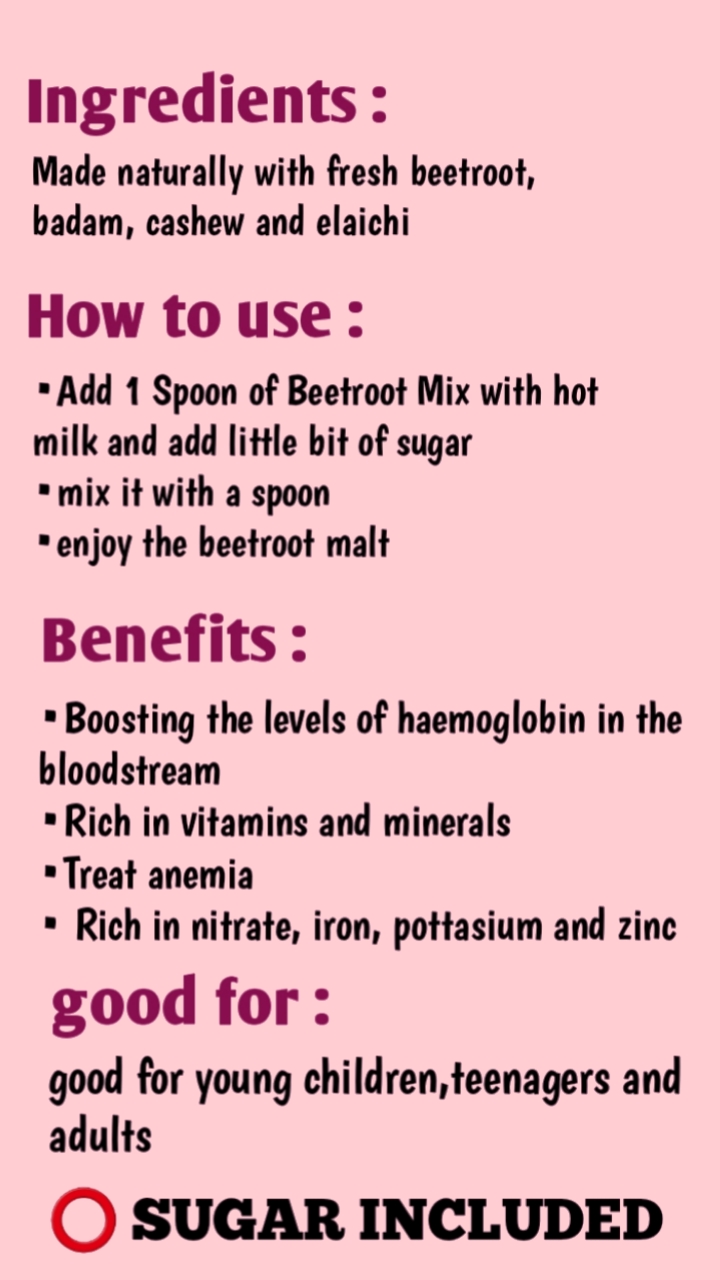 Ingredients :
Made naturally with fresh beetroot,
badam, cashew and elaichi
How to use :
▪Add 1 Spoon of Beetroot Mix with hot
milk and add little bit of sugar
▪mix it with a spoon
▪enjoy the beetroot malt
Benefits :
▪Boosting the levels of haemoglobin in the
bloodstream
▪Rich in vitamins and minerals
▪Treat anemia
▪ Rich in nitrate, iron, pottasium and zinc
good for :
good for young children,teenagers and
adults
⭕ SUGAR INCLUDED